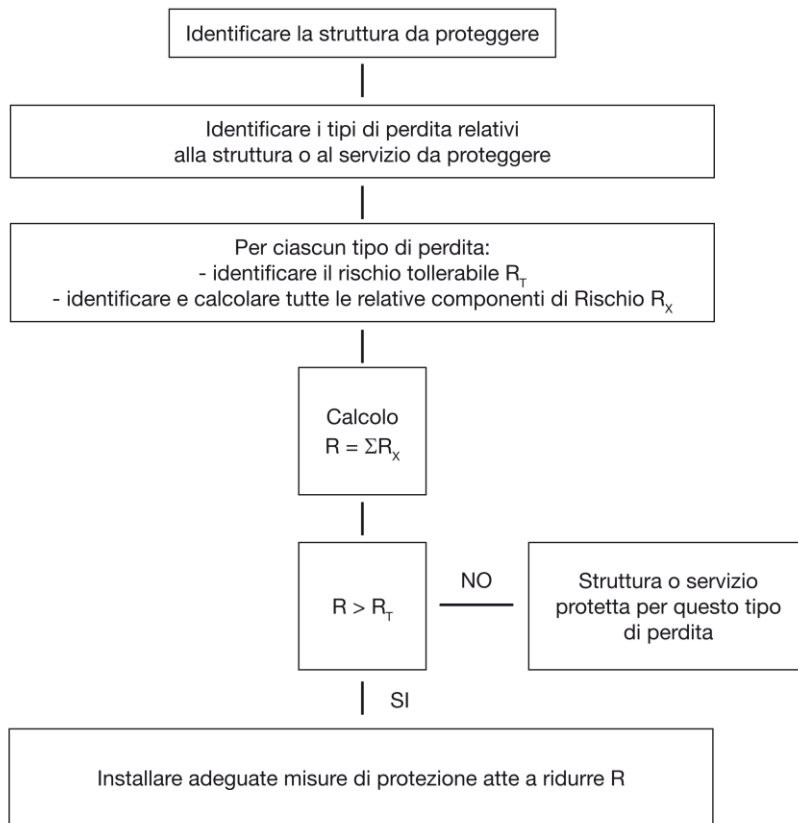 Identificare la struttura da proteggere
Identificare i tipi di perdita relativi
alla struttura o al servizio da proteggere
Per ciascun tipo di perdita:
- identificare il rischio tollerabile R_T
- identificare e calcolare tutte le relative componenti di Rischio R_X
Calcolo
R = ΣR_X
R > R_T
NO
Struttura o servizio
protetta per questo tipo
di perdita
SI
Installare adeguate misure di protezione atte a ridurre R